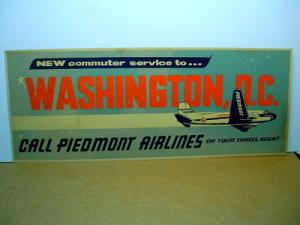 NEW commuter service to...
WASHINGTON, D.C.
CALL PIEDMONT AIRLINES OR YOUR TRAVEL AGENT